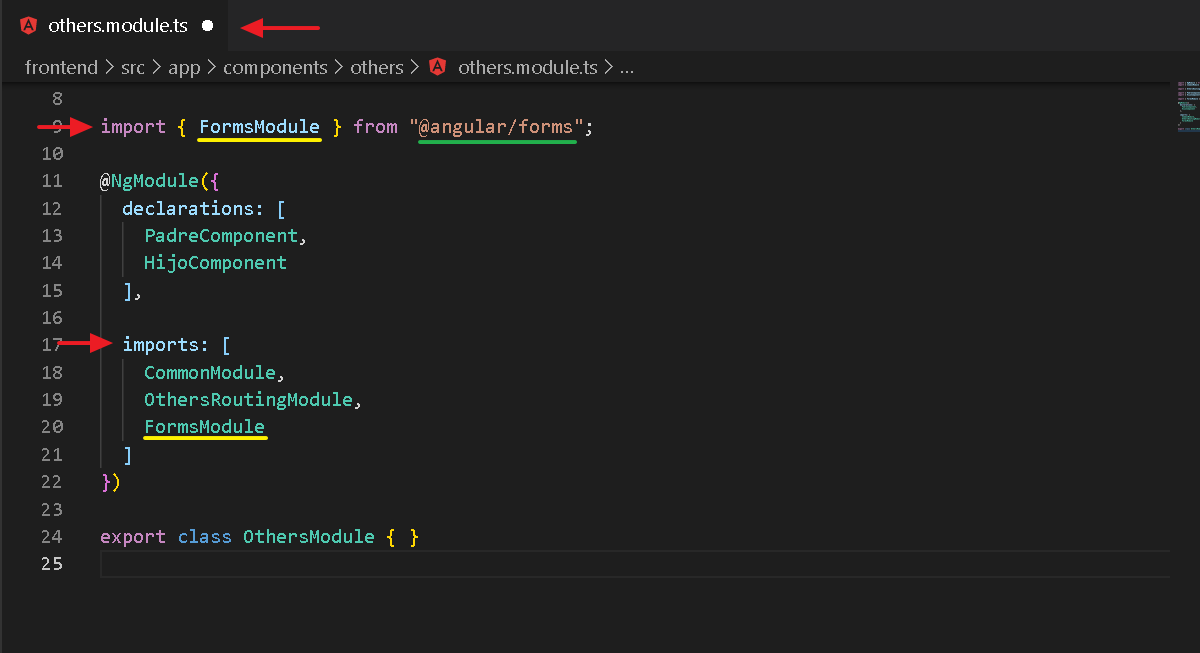 others.module.ts ●
frontend > src > app > components > others > others.module.ts > ...
8
9 import { FormsModule } from "@angular/forms";
10
11 @NgModule({
12 declarations: [
13 PadreComponent,
14 HijoComponent
15 ],
16
17 imports: [
18 CommonModule,
19 OthersRoutingModule,
20 FormsModule
21 ]
22 })
23
24 export class OthersModule { }
25